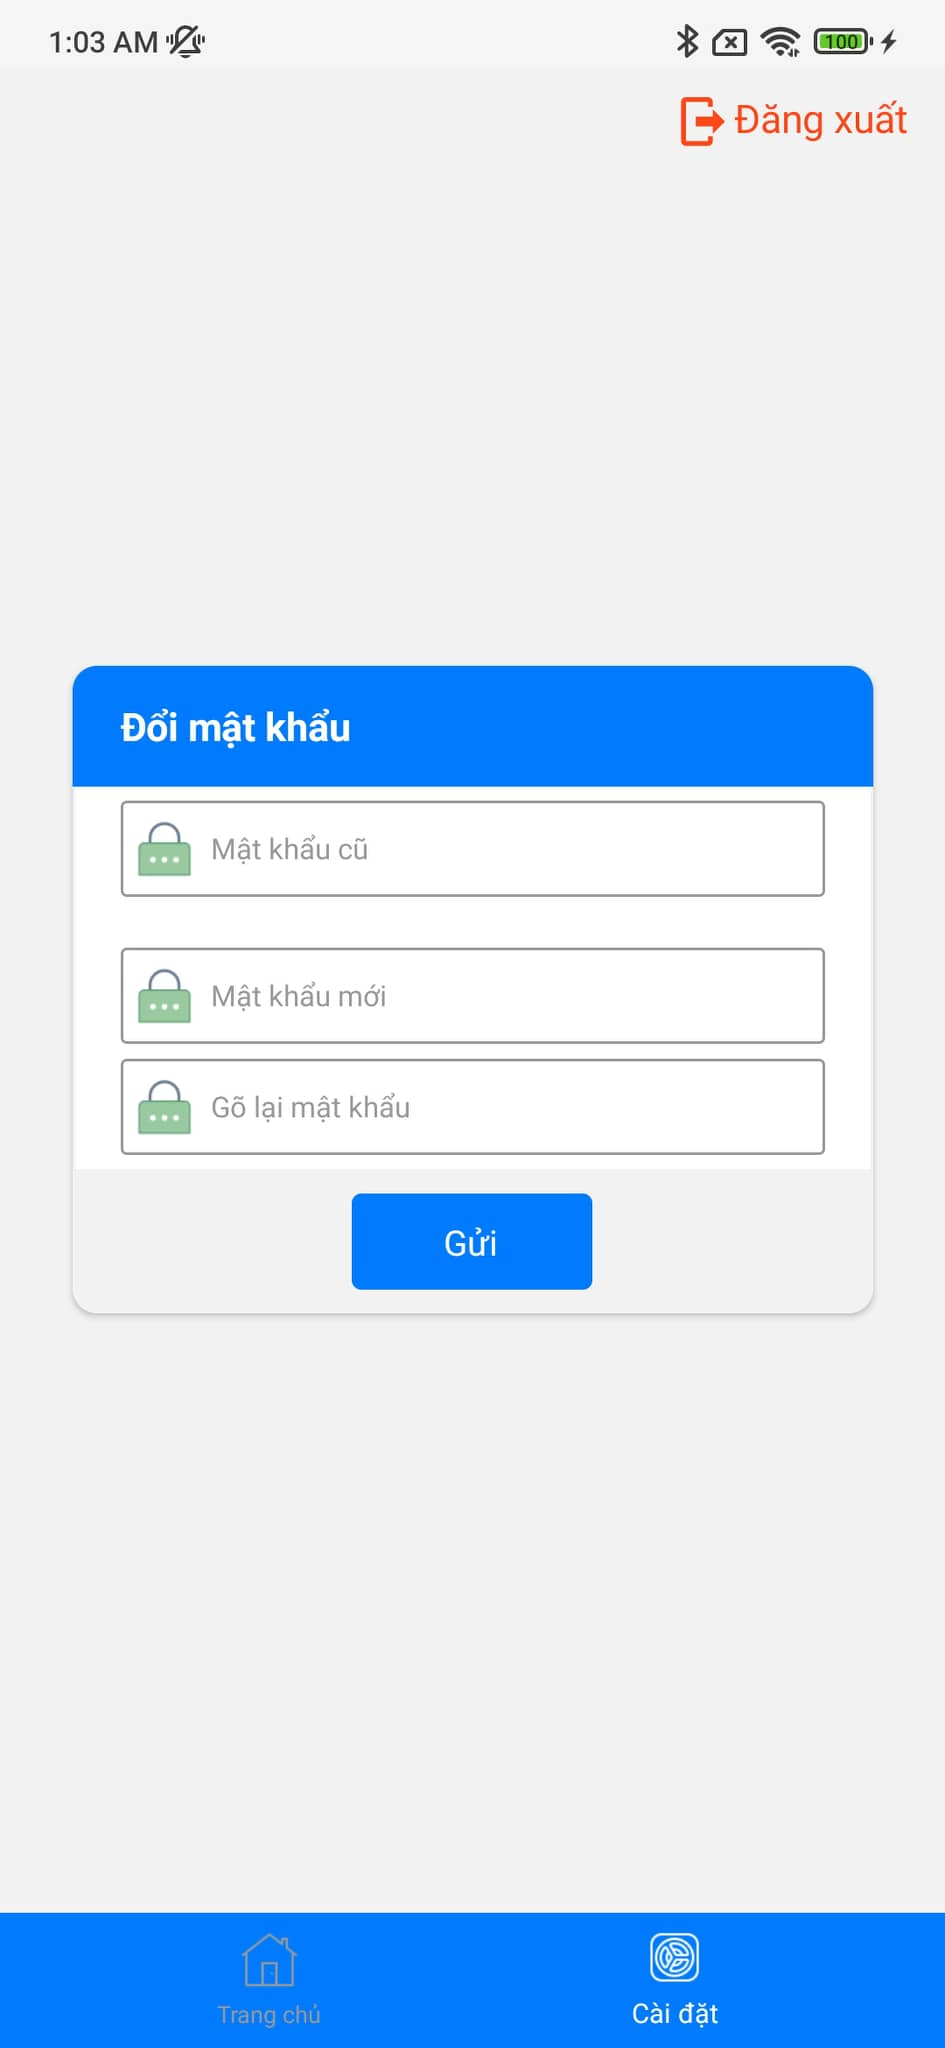 1:03 AM
100
Đăng xuất
Đổi mật khẩu
Mật khẩu cũ
Mật khẩu mới
Gõ lại mật khẩu
Gửi
Trang chủ
Cài đặt